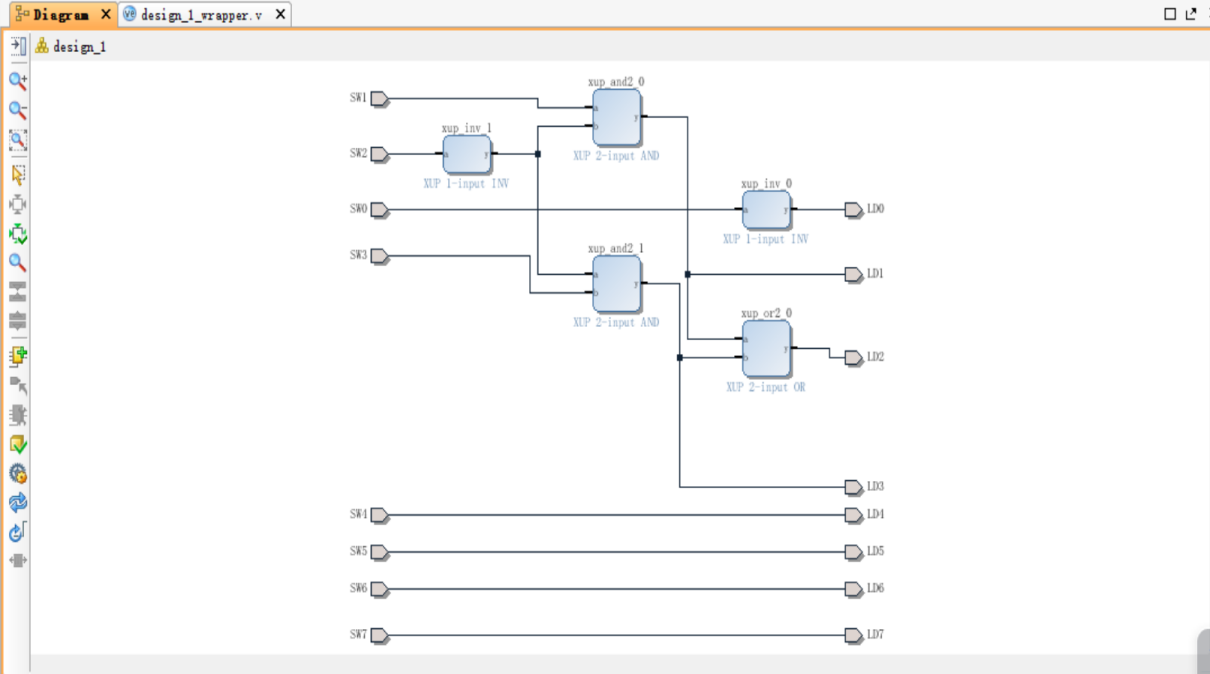 Diagram
design_1_wrapper.v
design_1
xup_and2_0
SW1
a
y
b
XUP 2-input AND
xup_inv_1
SW2
a
y
XUP 1-input INV
xup_inv_0
SW0
a
y
LD0
XUP 1-input INV
xup_and2_1
SW3
a
y
b
XUP 2-input AND
LD1
xup_or2_0
a
y
b
LD2
XUP 2-input OR
LD3
SW4
LD4
SW5
LD5
SW6
LD6
SW7
LD7